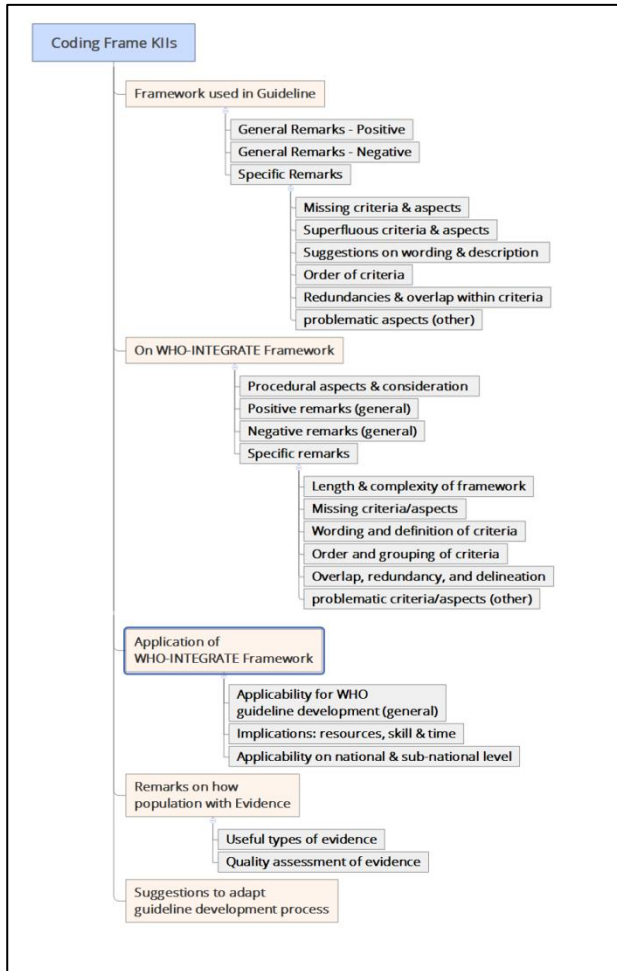 Coding Frame KIIs
Framework used in Guideline
General Remarks - Positive
General Remarks - Negative
Specific Remarks
Missing criteria & aspects
Superfluous criteria & aspects
Suggestions on wording & description
Order of criteria
Redundancies & overlap within criteria
problematic aspects (other)
On WHO-INTEGRATE Framework
Procedural aspects & consideration
Positive remarks (general)
Negative remarks (general)
Specific remarks
Length & complexity of framework
Missing criteria/aspects
Wording and definition of criteria
Order and grouping of criteria
Overlap, redundancy, and delineation
problematic criteria/aspects (other)
Application of
WHO-INTEGRATE Framework
Applicability for WHO
guideline development (general)
Implications: resources, skill & time
Applicability on national & sub-national level
Remarks on how
population with Evidence
Useful types of evidence
Quality assessment of evidence
Suggestions to adapt
guideline development process